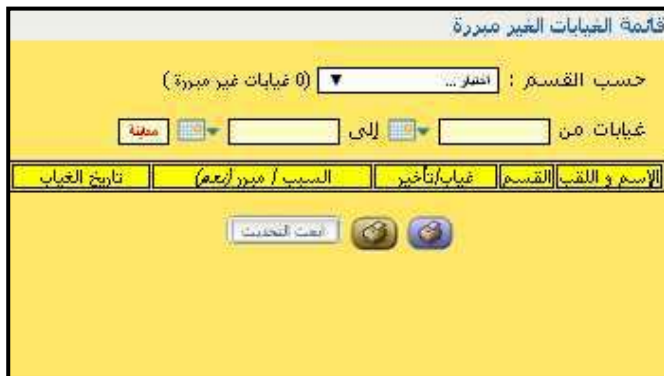 قائمة الغيابات الغير مبررة
حسب القسم : اختيار ... (0 غيابات غير مبررة )
غيابات من إلى معاينة
الإسم و اللقب القسم غياب/تأخير السبب / مبرر (نعم) تاريخ الغياب
ابعث التحديث